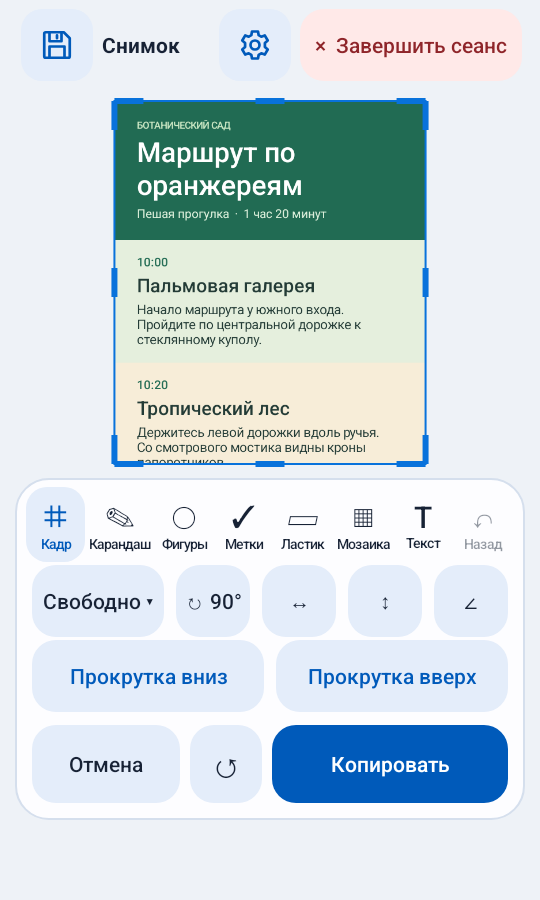 Снимок
× Завершить сеанс
БОТАНИЧЕСКИЙ САД
Маршрут по
оранжереям
Пешая прогулка · 1 час 20 минут
10:00
Пальмовая галерея
Начало маршрута у южного входа.
Пройдите по центральной дорожке к
стеклянному куполу.
10:20
Тропический лес
Держитесь левой дорожки вдоль ручья.
Со смотрового мостика видны кроны
папоротников
Кадр
Карандаш
Фигуры
Метки
Ластик
Мозаика
Текст
Назад
Свободно
90°
Прокрутка вниз
Прокрутка вверх
Отмена
Копировать